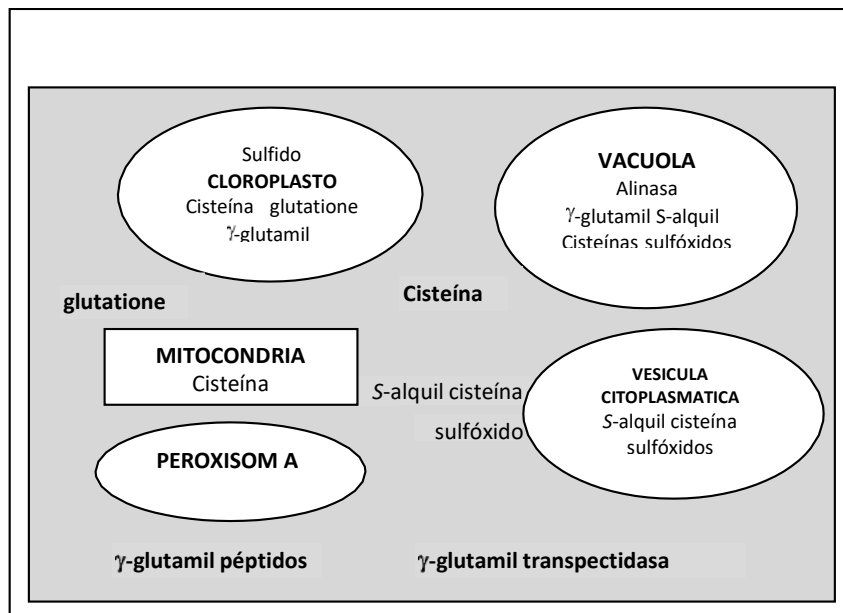 Sulfido
CLOROPLASTO
Cisteína glutatione
γ-glutamil
VACUOLA
Alinasa
γ-glutamil S-alquil
Cisteínas sulfóxidos
glutatione
Cisteína
MITOCONDRIA
Cisteína
S-alquil cisteína
sulfóxido
VESICULA
CITOPLASMATICA
S-alquil cisteína
sulfóxidos
PEROXISOM A
γ-glutamil péptidos
γ-glutamil transpectidasa